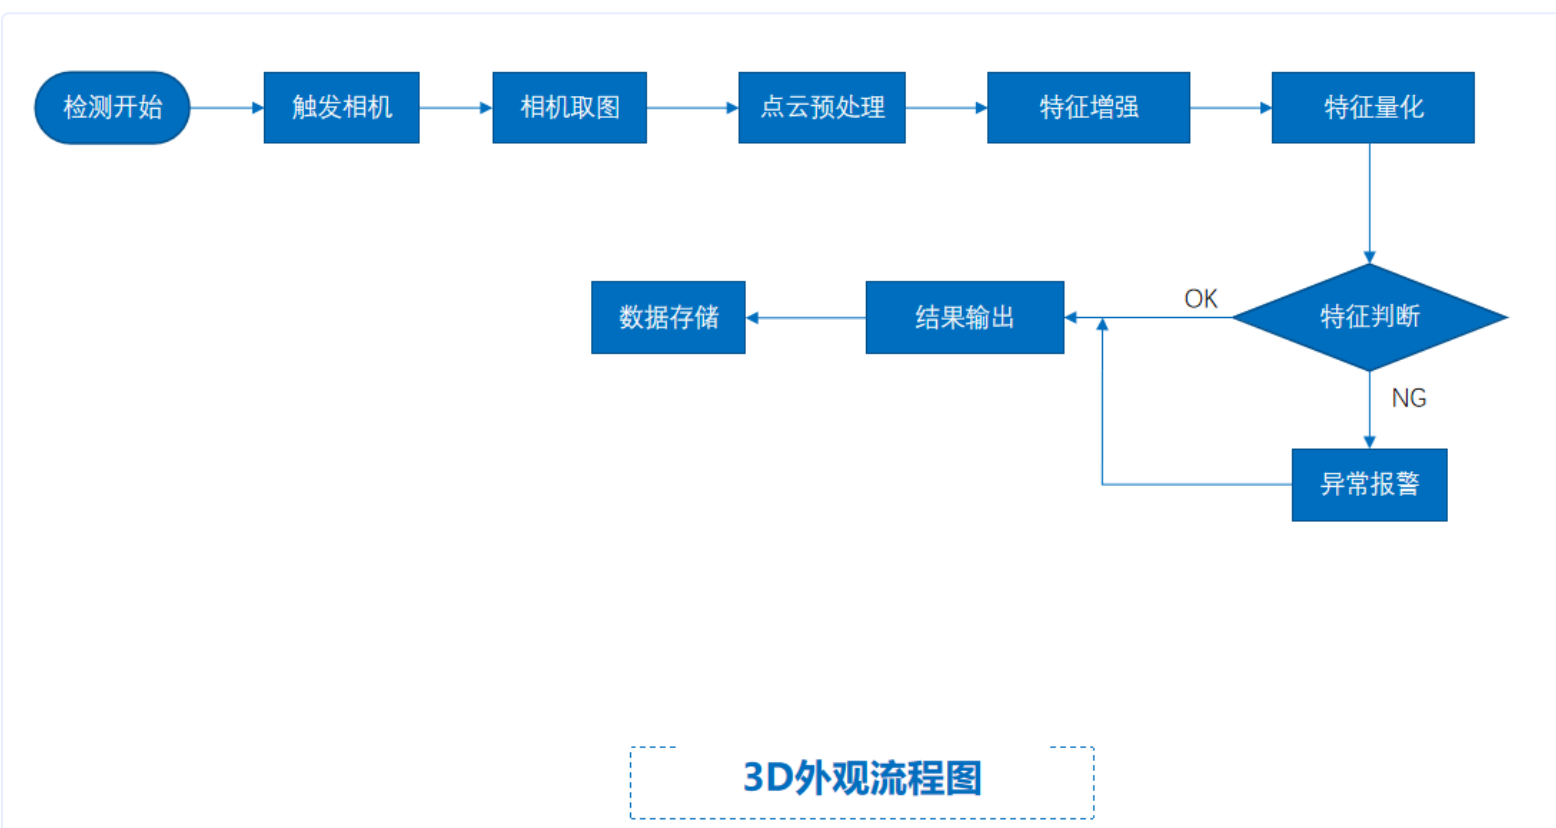 检测开始
触发相机
相机取图
点云预处理
特征增强
特征量化
特征判断
OK
结果输出
数据存储
NG
异常报警
3D外观流程图